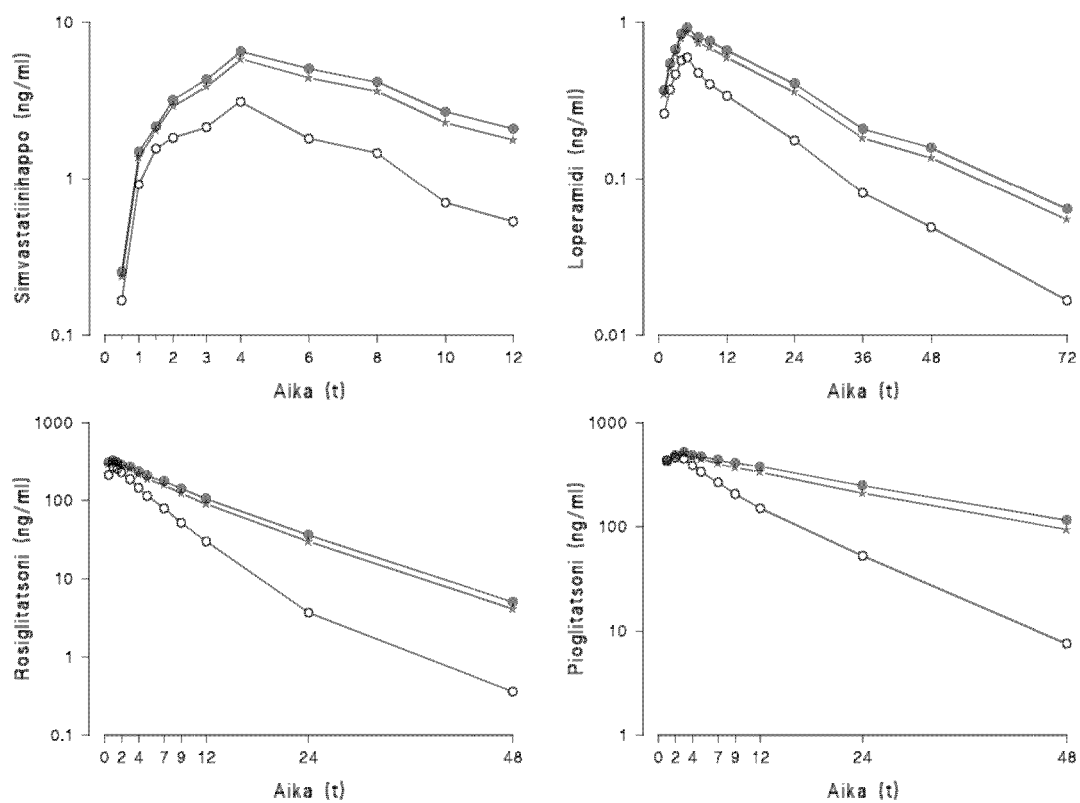 10
1
0.1
Simvastatiinihappo (ng/ml)
0 1 2 3 4 6 8 10 12
Aika (t)
1
0.1
0.01
Loperamidi (ng/ml)
0 12 24 36 48 72
Aika (t)
1000
100
10
1
0.1
Rosiglitatsoni (ng/ml)
0 2 4 7 9 12 24 48
Aika (t)
1000
100
10
1
Pioglitatsoni (ng/ml)
0 2 4 7 9 12 24 48
Aika (t)